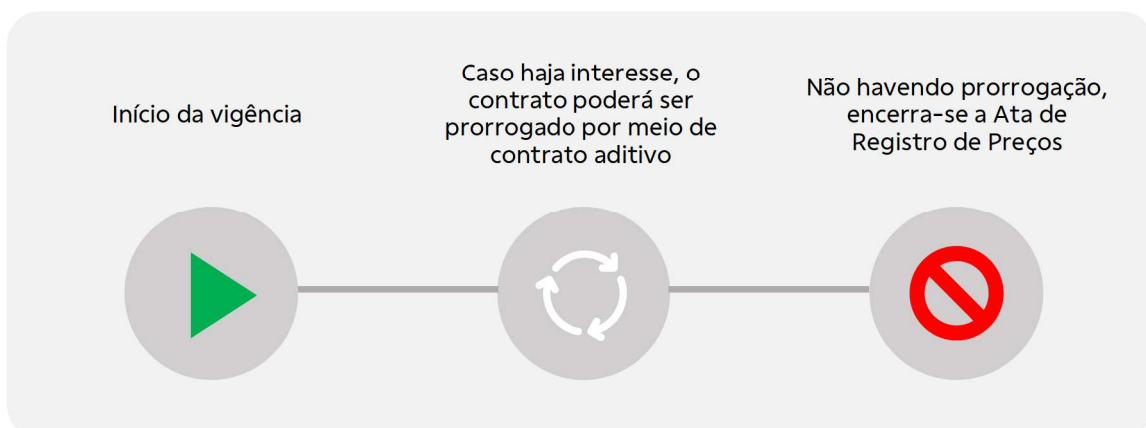 Início da vigência
Caso haja interesse, o
contrato poderá ser
prorrogado por meio de
contrato aditivo
Não havendo prorrogação,
encerra-se a Ata de
Registro de Preços